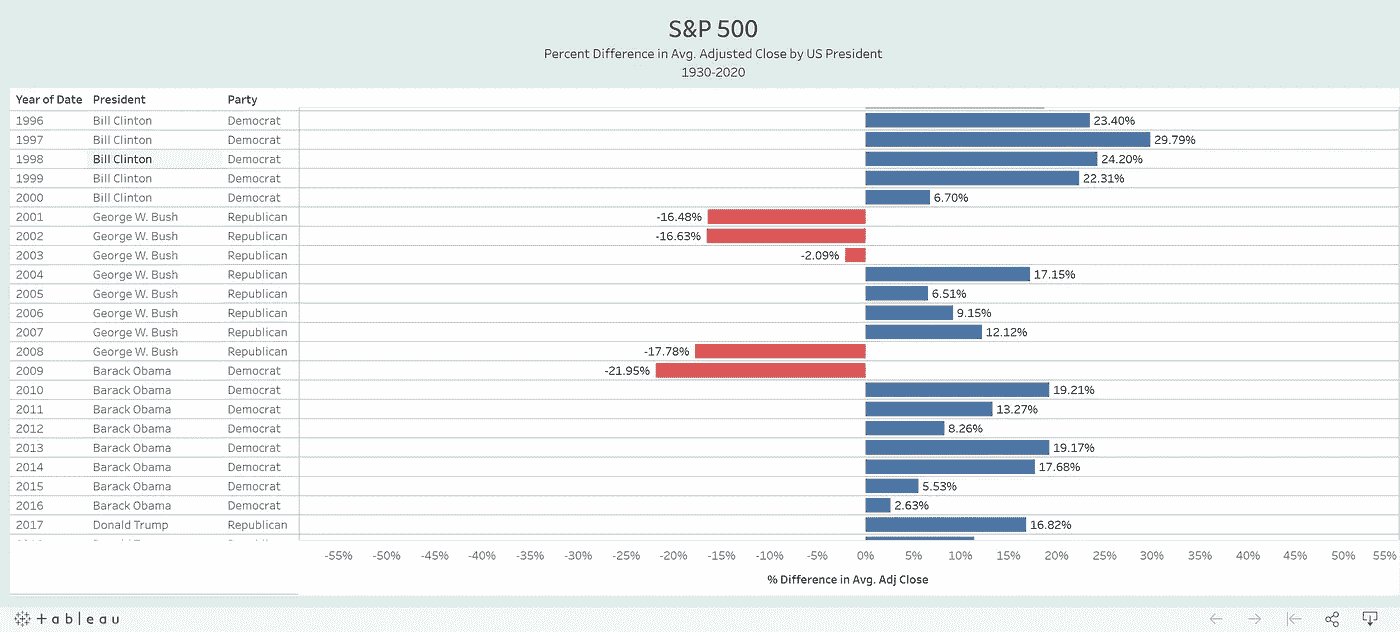 S&P 500
Percent Difference in Avg. Adjusted Close by US President
1930-2020
Year of Date President Party
1996 Bill Clinton Democrat 23.40%
1997 Bill Clinton Democrat 29.79%
1998 Bill Clinton Democrat 24.20%
1999 Bill Clinton Democrat 22.31%
2000 Bill Clinton Democrat 6.70%
2001 George W. Bush Republican -16.48%
2002 George W. Bush Republican -16.63%
2003 George W. Bush Republican -2.09%
2004 George W. Bush Republican 17.15%
2005 George W. Bush Republican 6.51%
2006 George W. Bush Republican 9.15%
2007 George W. Bush Republican 12.12%
2008 George W. Bush Republican -17.78%
2009 Barack Obama Democrat -21.95%
2010 Barack Obama Democrat 19.21%
2011 Barack Obama Democrat 13.27%
2012 Barack Obama Democrat 8.26%
2013 Barack Obama Democrat 19.17%
2014 Barack Obama Democrat 17.68%
2015 Barack Obama Democrat 5.53%
2016 Barack Obama Democrat 2.63%
2017 Donald Trump Republican 16.82%
-55% -50% -45% -40% -35% -30% -25% -20% -15% -10% -5% 0% 5% 10% 15% 20% 25% 30% 35% 40% 45% 50% 55%
% Difference in Avg. Adj Close
+ a b l e a u